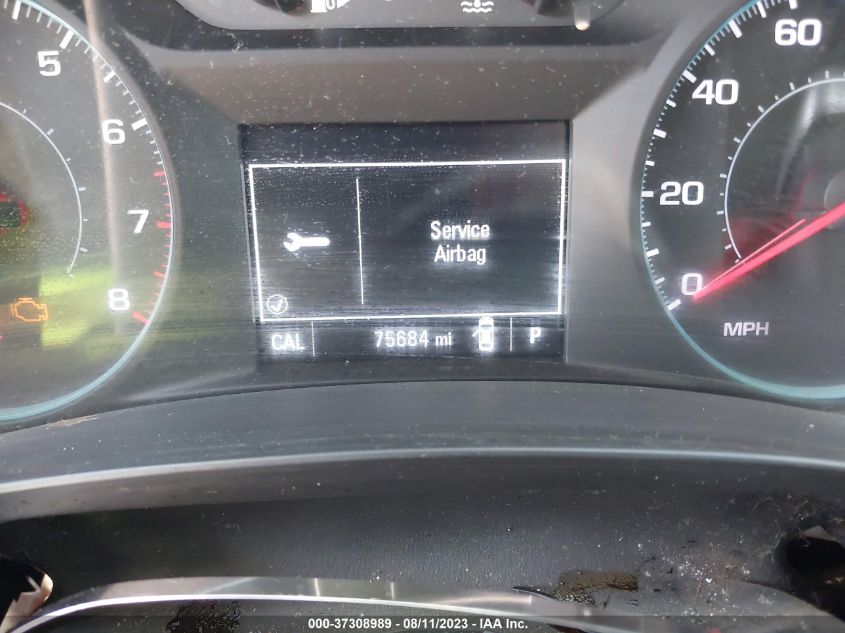 5
6
7
8
60
40
20
0
MPH
Service
Airbag
CAL
75684 mi
P
000-37308989 - 08/11/2023 - IAA Inc.